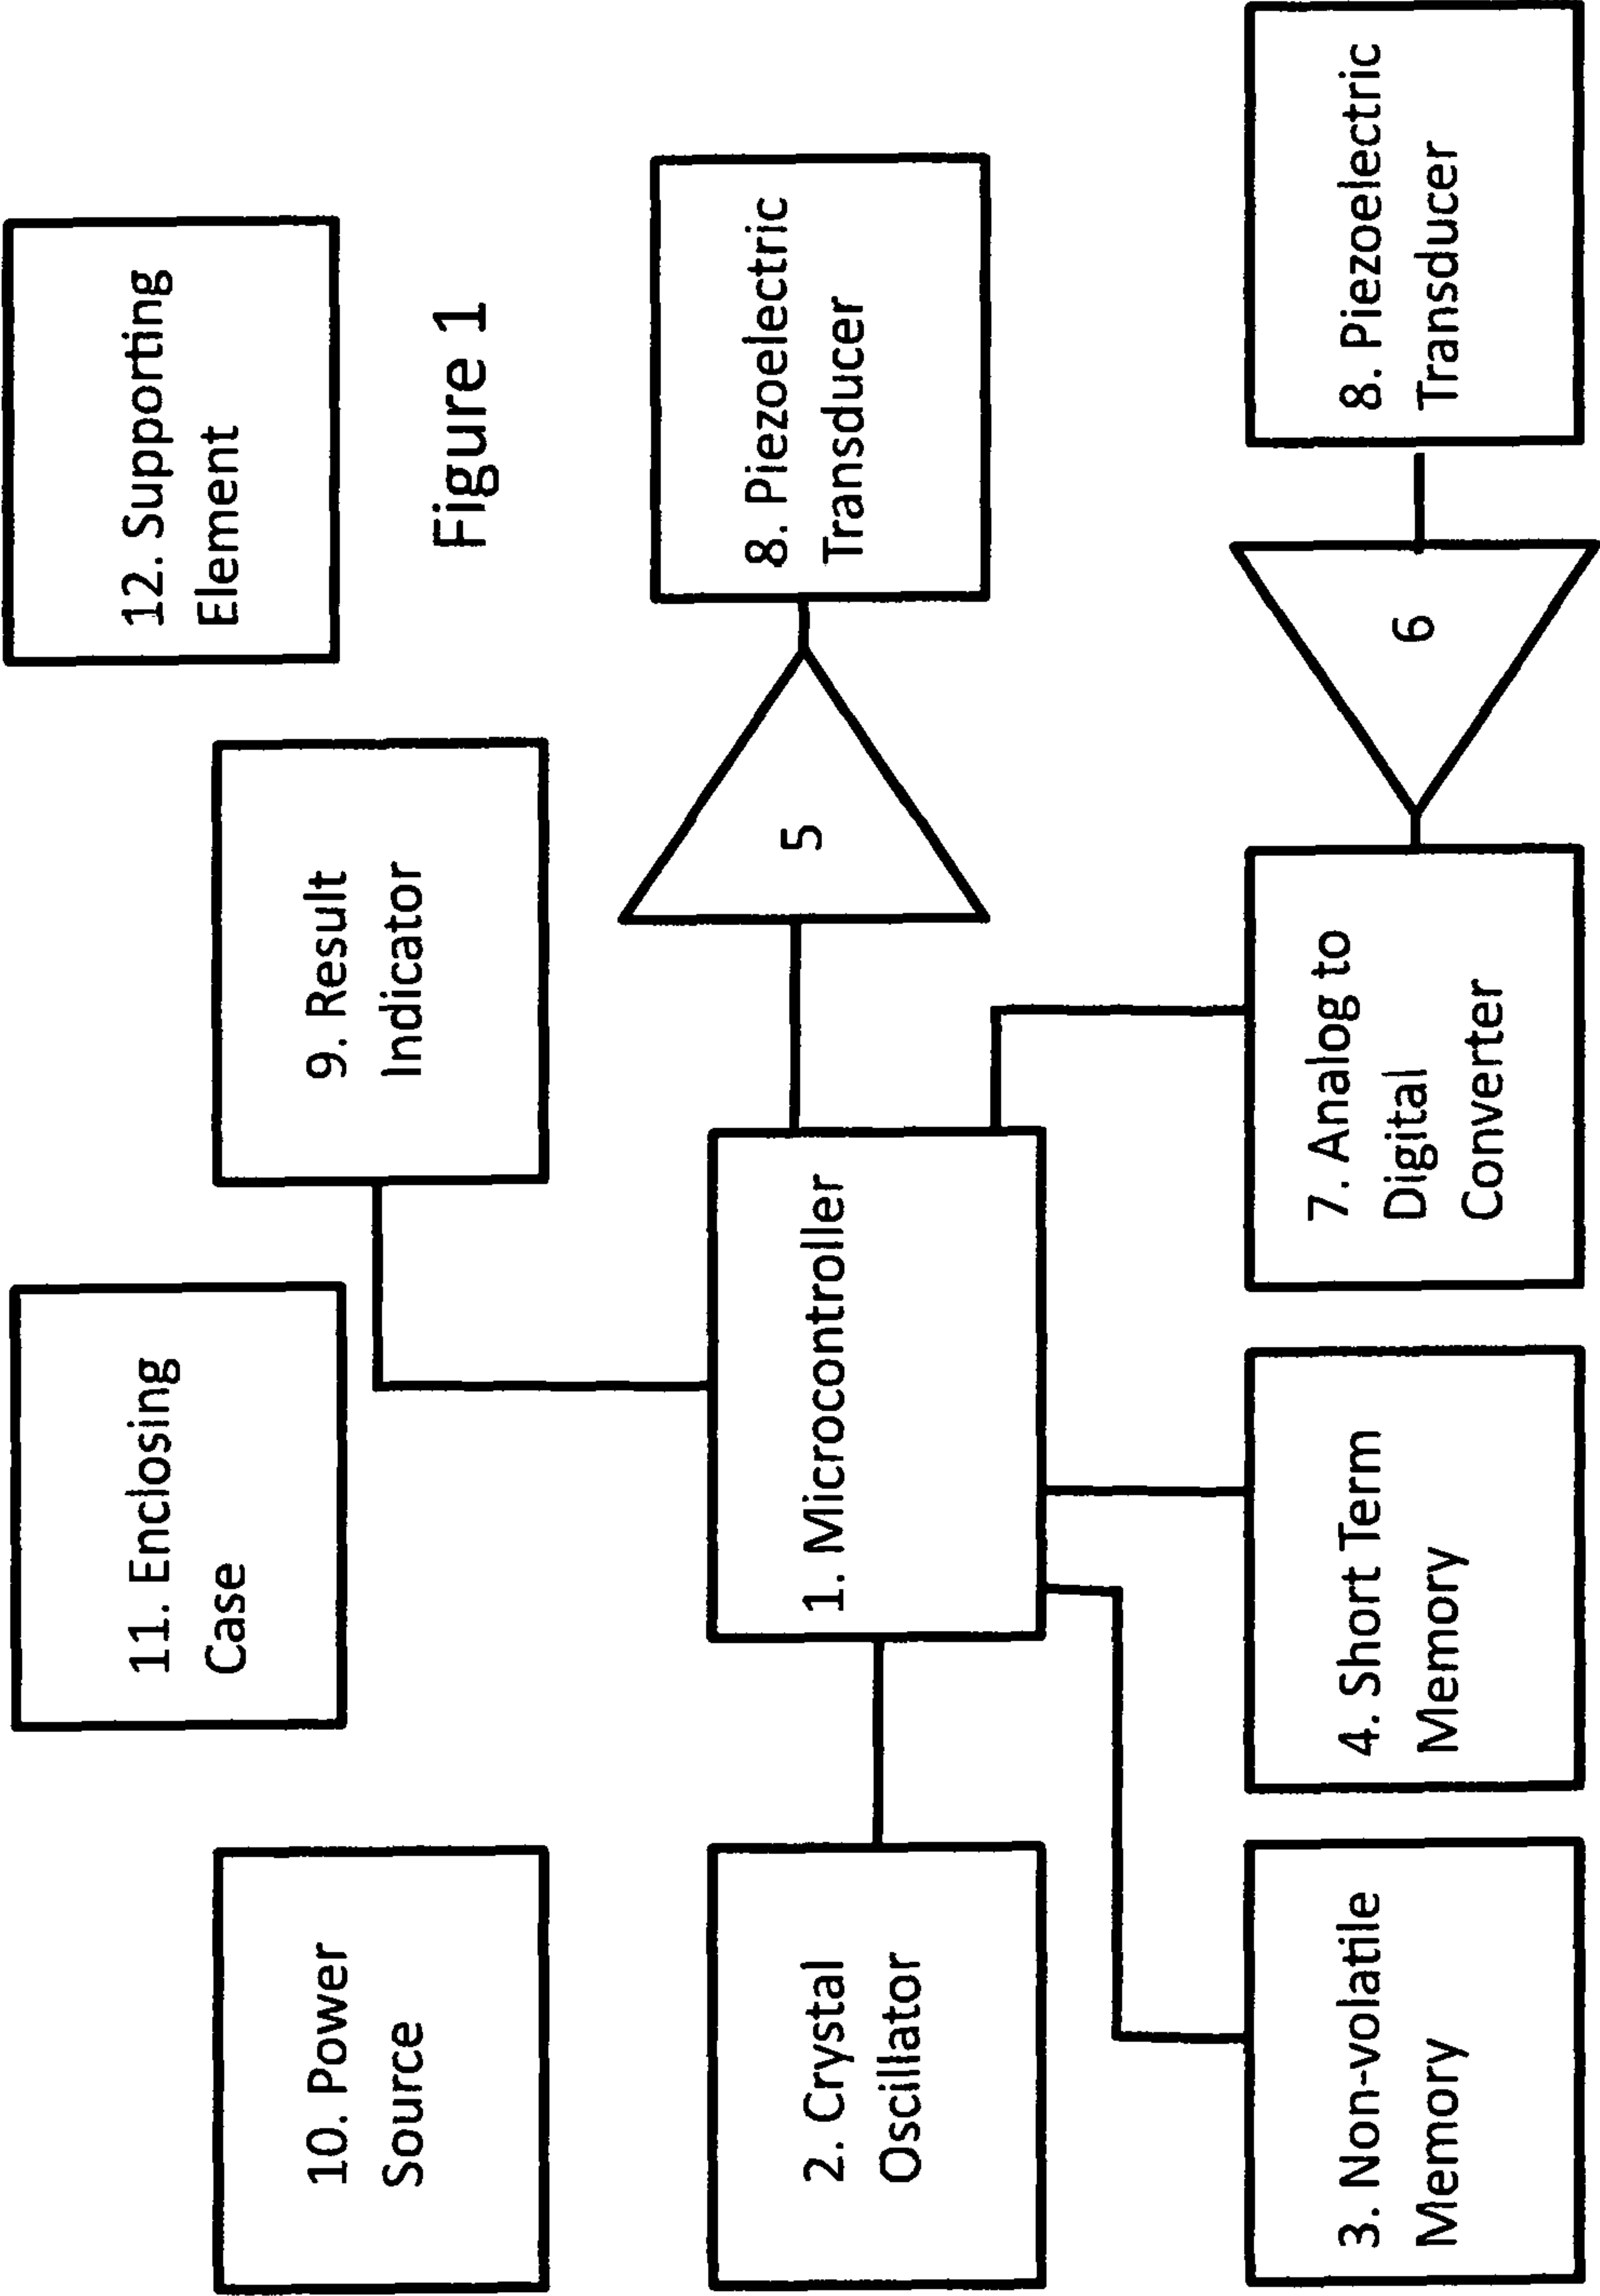 11. Enclosing
Case
12. Supporting
Element
10. Power
Source
9. Result
Indicator
Figure 1
2. Crystal
Oscillator
1. Microcontroller
5
8. Piezoelectric
Transducer
3. Non-volatile
Memory
4. Short Term
Memory
7. Analog to
Digital
Converter
6
8. Piezoelectric
Transducer